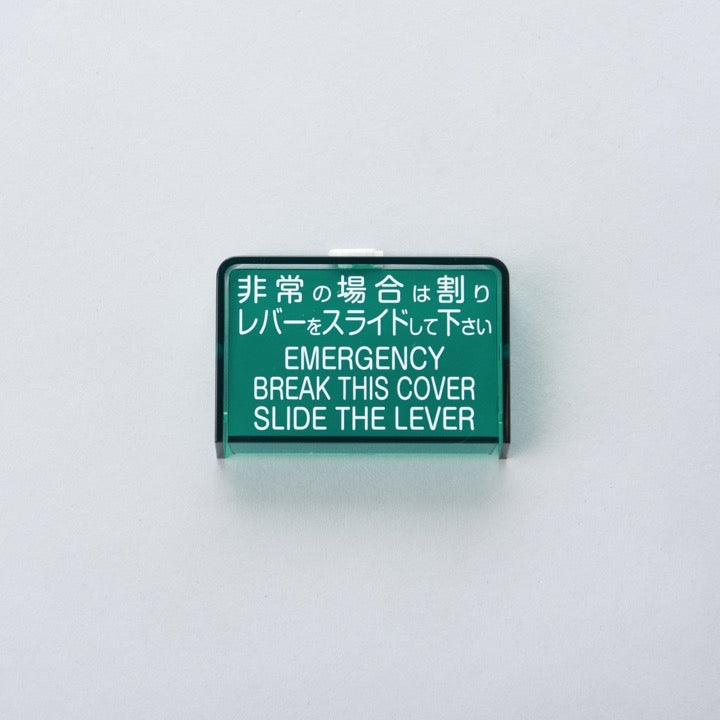 非常の場合は割り
レバーをスライドして下さい
EMERGENCY
BREAK THIS COVER
SLIDE THE LEVER